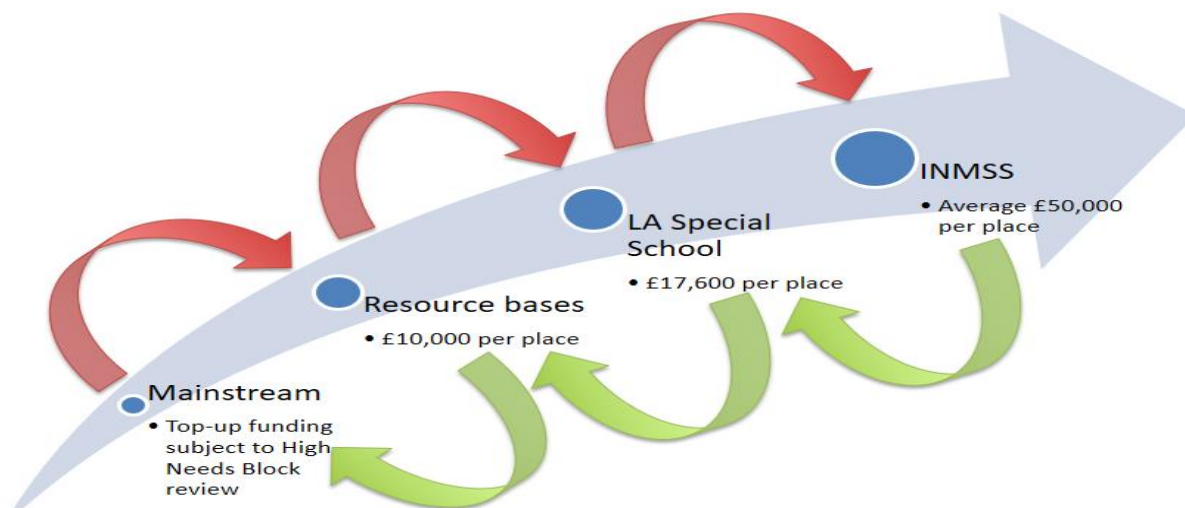 INMSS
• Average £50,000
per place
LA Special
School
• £17,600 per place
Resource bases
• £10,000 per place
Mainstream
• Top-up funding
subject to High
Needs Block
review